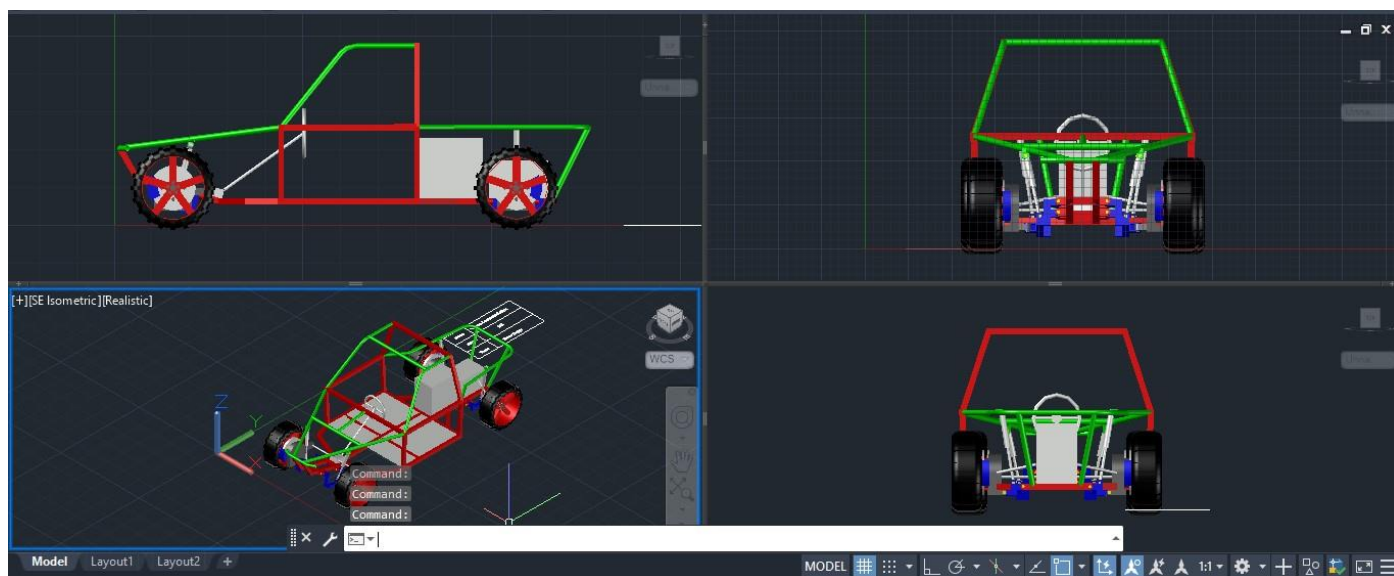 [+][SE Isometric][Realistic]
WCS
Z
Y
X
Command:
Command:
Command:
Model
Layout1
Layout2
+
MODEL
1:1